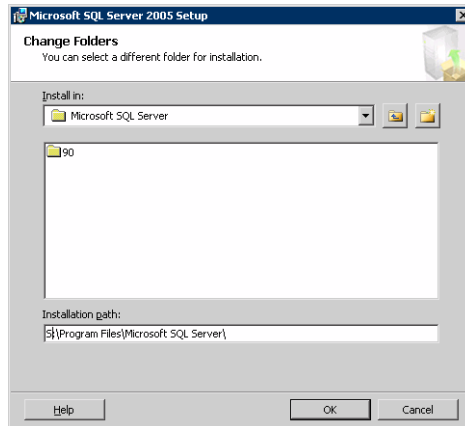 Microsoft SQL Server 2005 Setup
Change Folders
You can select a different folder for installation.
Install in:
Microsoft SQL Server
90
Installation path:
S:\Program Files\Microsoft SQL Server\
Help
OK
Cancel